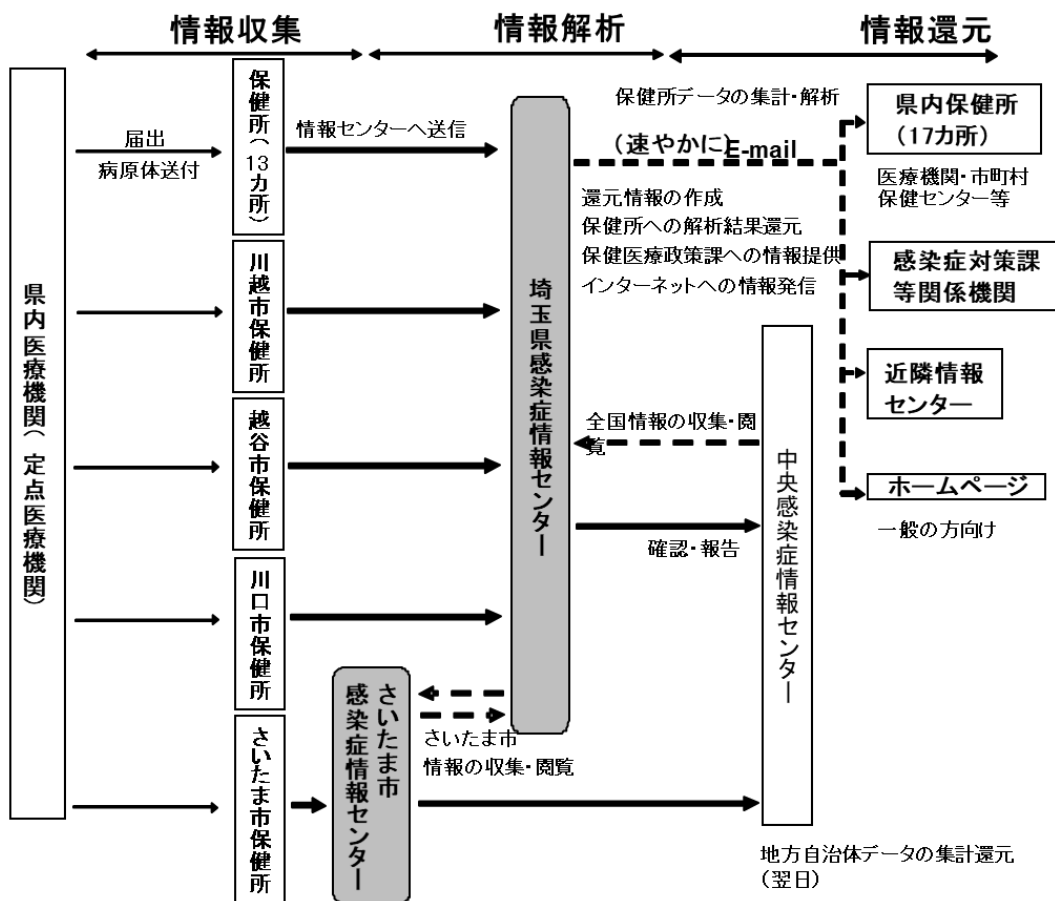 情報収集
情報解析
情報還元
県内医療機関(定点医療機関)
届出
病原体送付
保健所(13カ所)
川越市保健所
越谷市保健所
川口市保健所
さいたま市保健所
情報センターへ送信
さいたま市
感染症情報センター
埼玉県感染症情報センター
さいたま市
情報の収集・閲覧
保健所データの集計・解析
(速やかに)E-mail
還元情報の作成
保健所への解析結果還元
保健医療政策課への情報提供
インターネットへの情報発信
全国情報の収集・閲
覧
確認・報告
中央感染症情報センター
地方自治体データの集計還元
(翌日)
県内保健所
(17カ所)
医療機関・市町村
保健センター等
感染症対策課
等関係機関
近隣情報
センター
ホームページ
一般の方向け